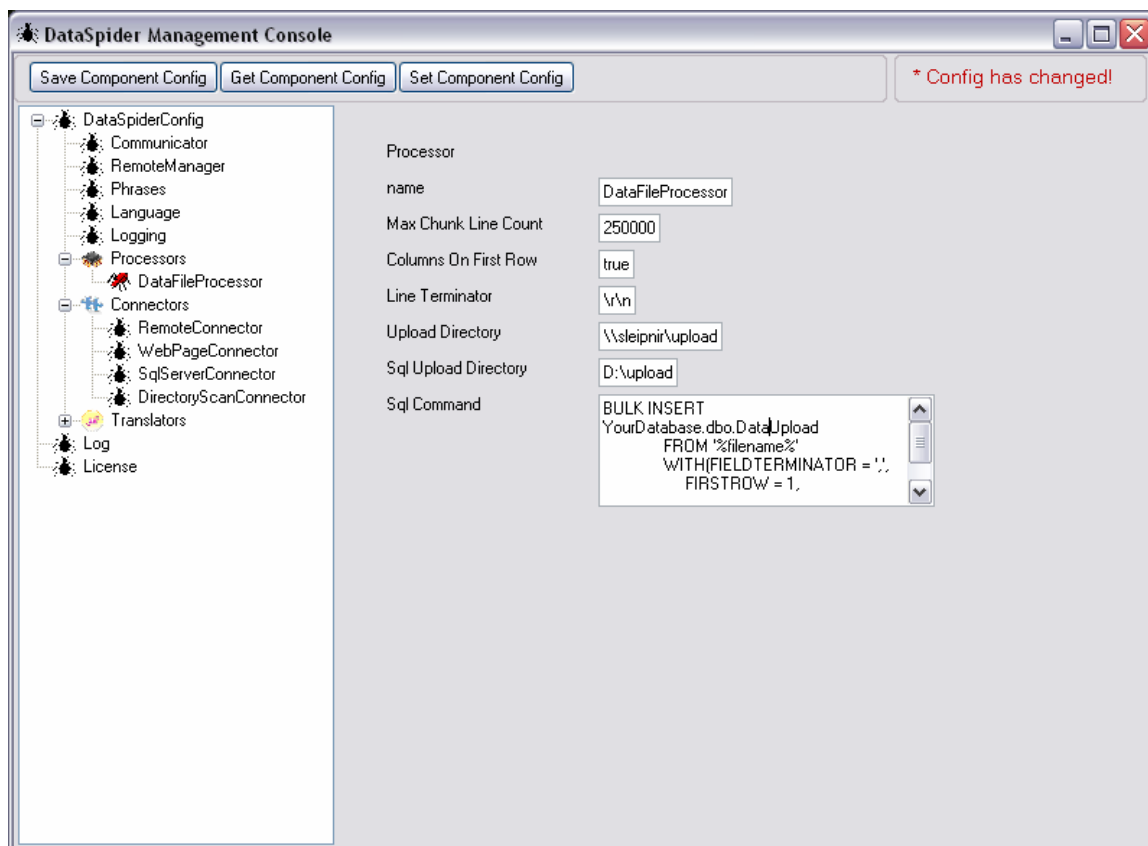 DataSpider Management Console
Save Component Config
Get Component Config
Set Component Config
* Config has changed!
DataSpiderConfig
Communicator
RemoteManager
Phrases
Language
Logging
Processors
DataFileProcessor
Connectors
RemoteConnector
WebPageConnector
SqlServerConnector
DirectoryScanConnector
Translators
Log
License
Processor
name
DataFileProcessor
Max Chunk Line Count
250000
Columns On First Row
true
Line Terminator
\r\n
Upload Directory
\\sleipnir\upload
Sql Upload Directory
D:\upload
Sql Command
BULK INSERT
YourDatabase.dbo.DataUpload
FROM '%filename%'
WITH(FIELDTERMINATOR = ',',
FIRSTROW = 1,